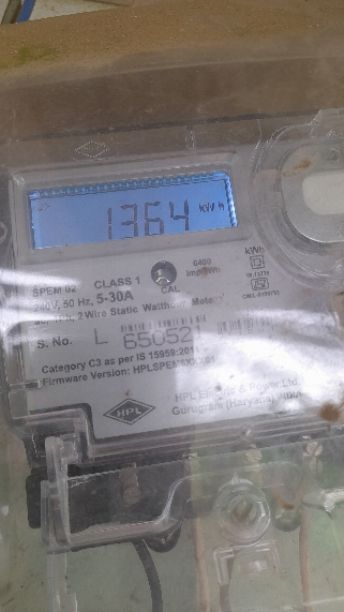 1364 kWh
kWh
SPEM 02 CLASS 1 CAL 6400 imp/kWh
240V, 50 Hz, 5-30A
2 Wire Static Watthour Meter
S. No. L 650521
Category C3 as per IS 15959:2011
Firmware Version:
HPL Electric & Power Ltd.
HPL Gurugram (Haryana), INDIA